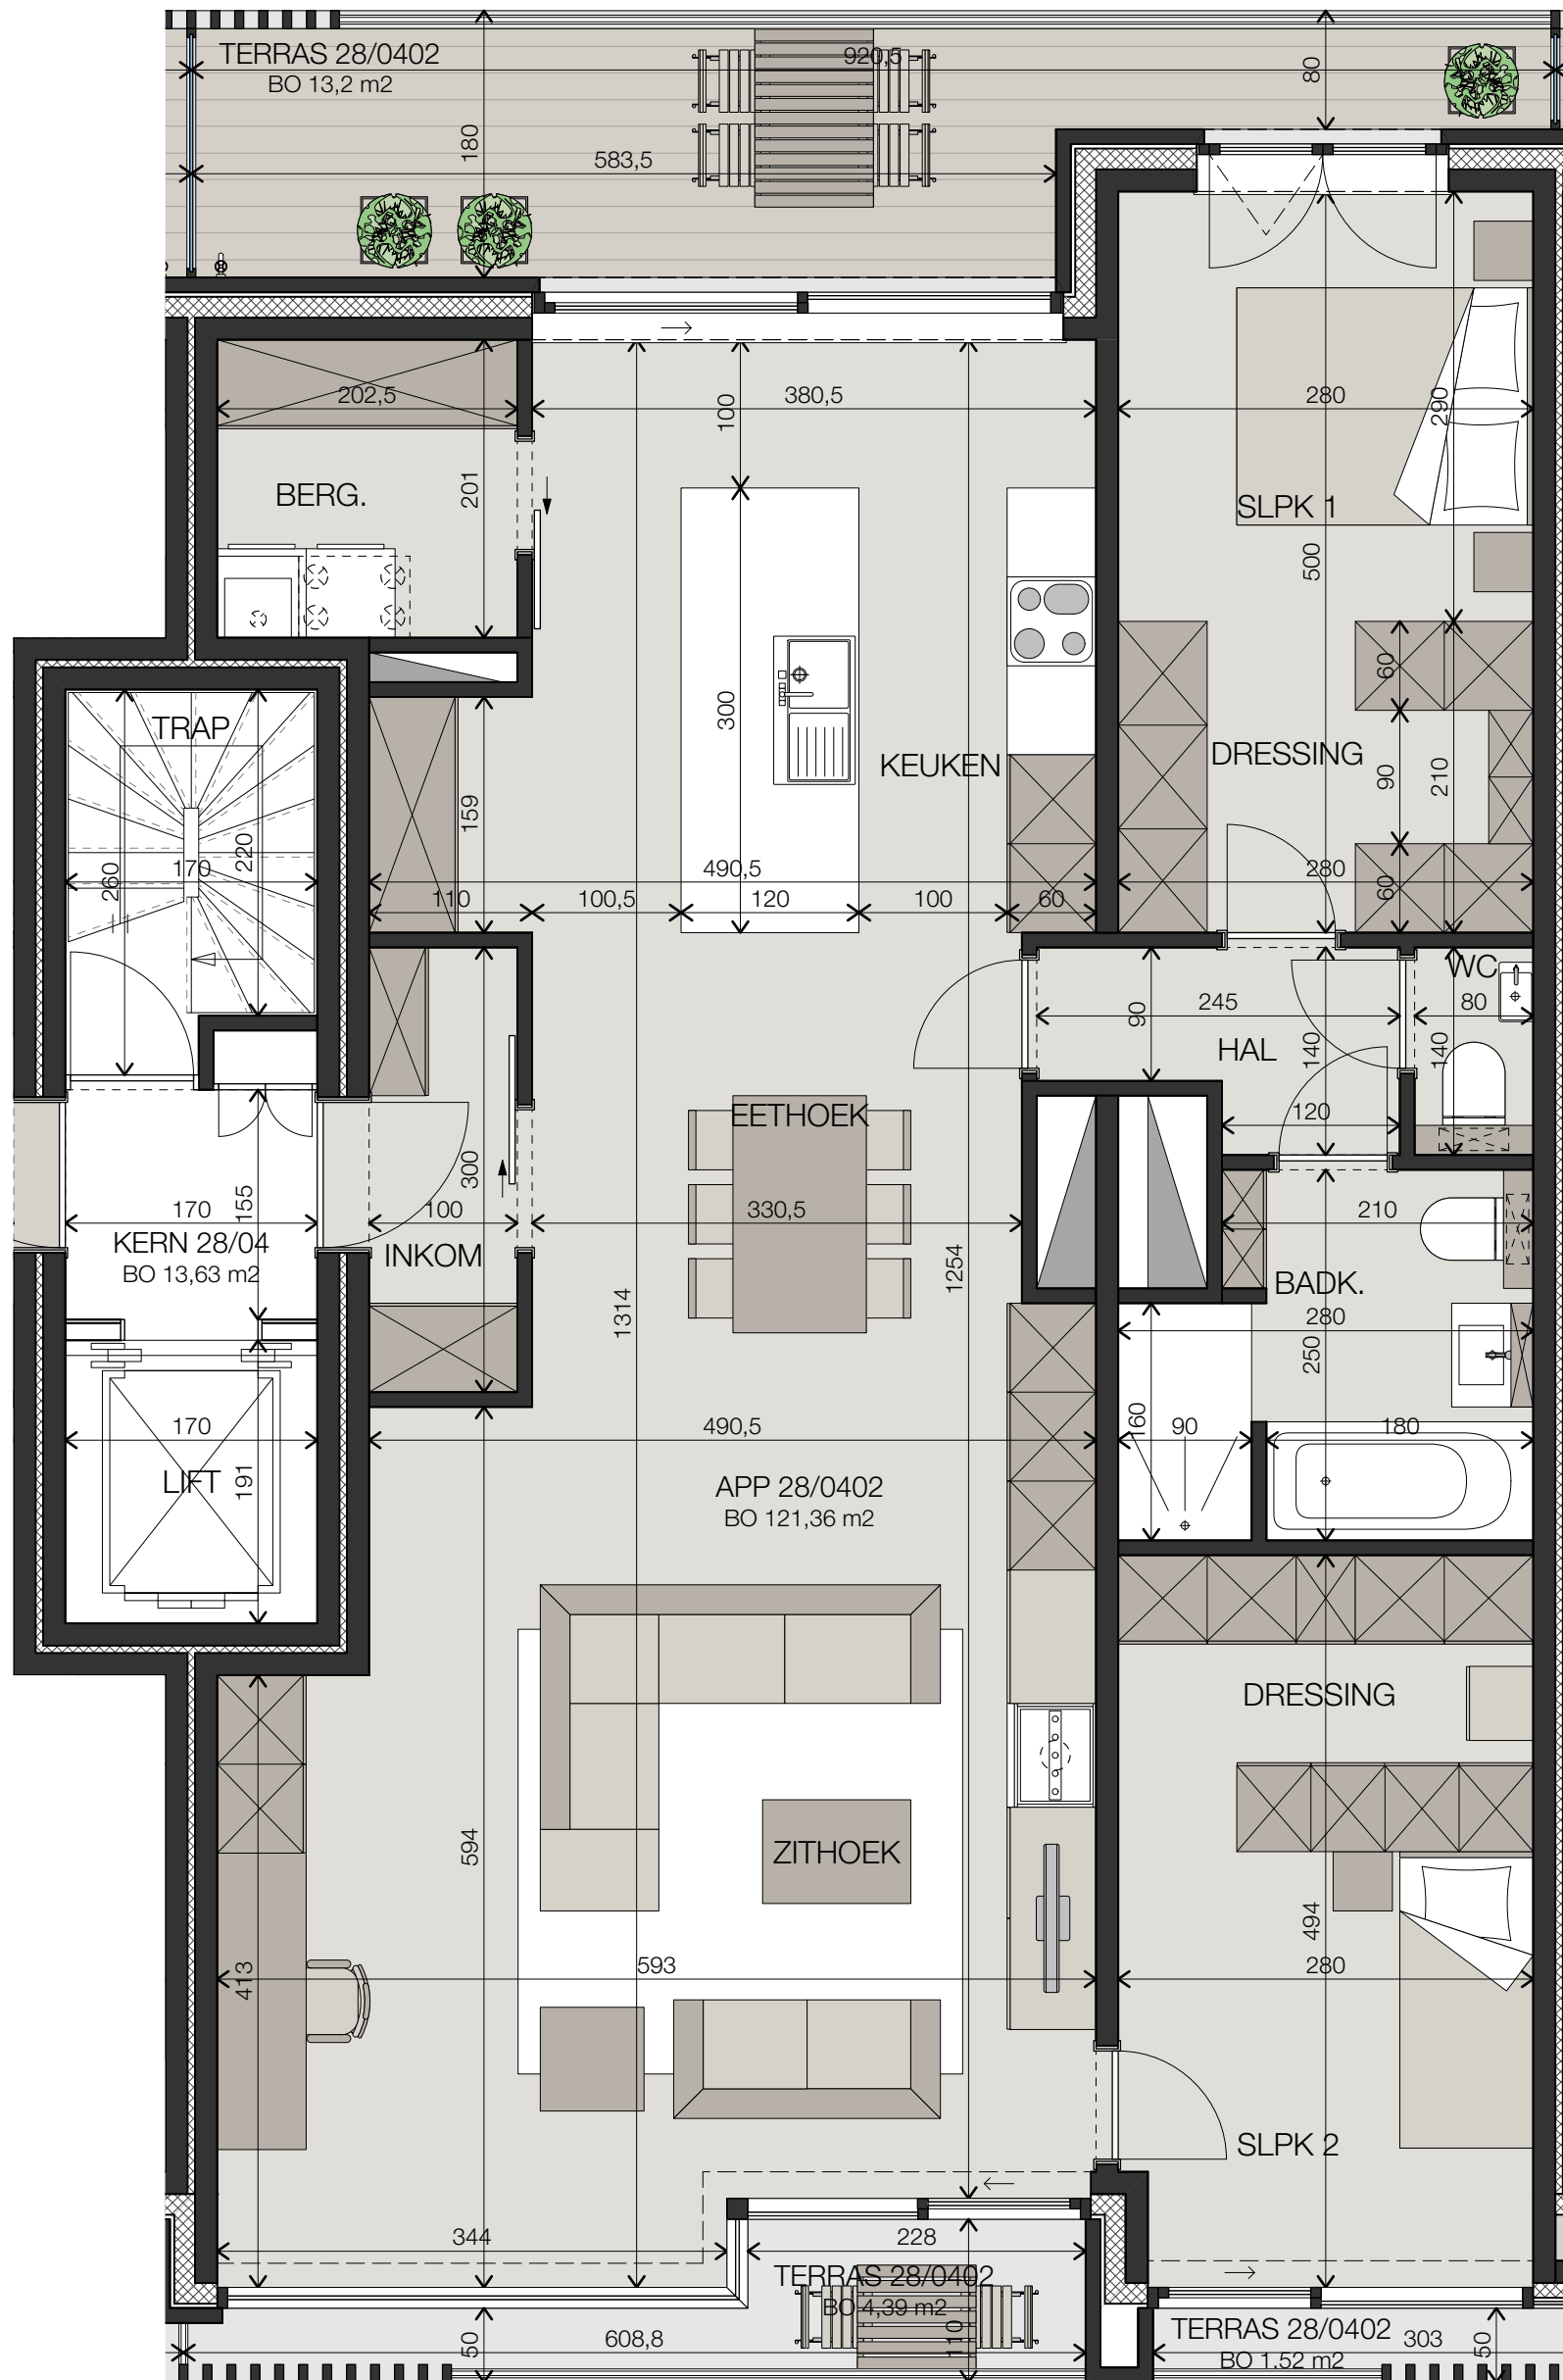 TERRAS 28/0402
BO 13,2 m2
920,5
80
180
583,5
202,5
380,5
100
280
290
BERG.
201
SLPK 1
500
TRAP
300
KEUKEN
DRESSING
60
90
210
159
260
170
220
490,5
280
60
110
100,5
120
100
60
WC
245
80
90
HAL
140
140
EETHOEK
120
300
155
170
100
330,5
210
KERN 28/04
BO 13,63 m2
INKOM
1254
BADK.
1314
280
250
170
490,5
160
90
180
LIFT
191
APP 28/0402
BO 121,36 m2
DRESSING
594
ZITHOEK
494
413
593
280
SLPK 2
344
228
TERRAS 28/0402
BO 4,39 m2
TERRAS 28/0402
BO 1.52 m2
50
608,8
110
303
50